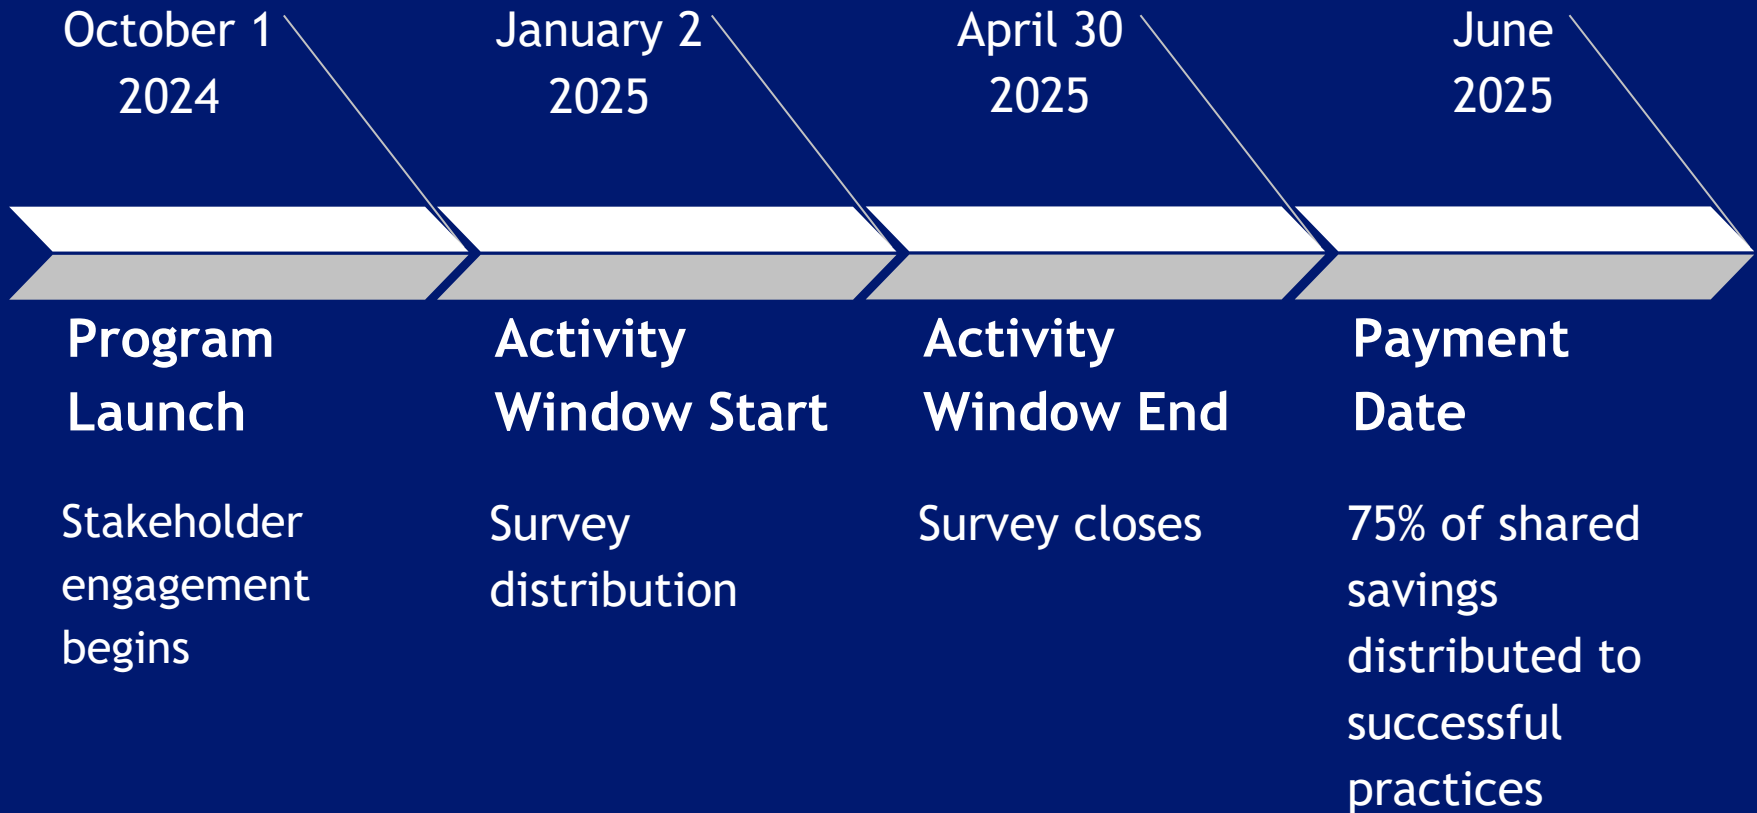 October 1
2024
January 2
2025
April 30
2025
June
2025
Program
Launch
Activity
Window Start
Activity
Window End
Payment
Date
Stakeholder
engagement
begins
Survey
distribution
Survey closes
75% of shared
savings
distributed to
successful
practices